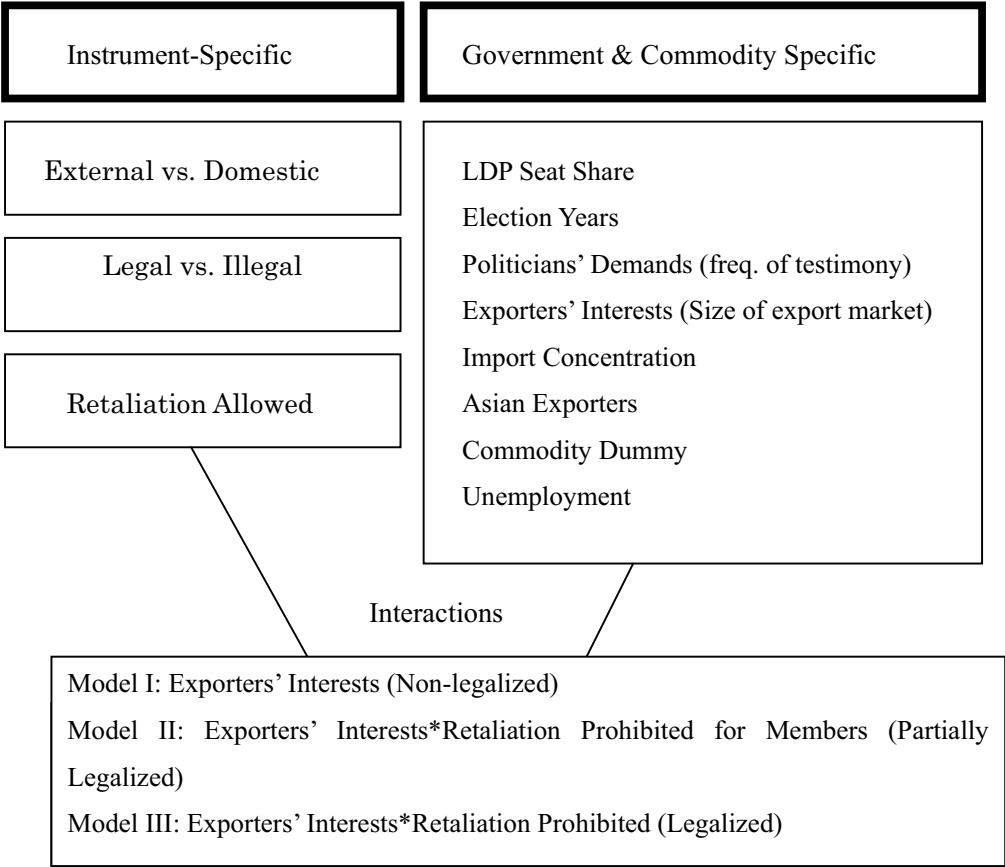 Instrument-Specific
Government & Commodity Specific
External vs. Domestic
Legal vs. Illegal
Retaliation Allowed
LDP Seat Share
Election Years
Politicians’ Demands (freq. of testimony)
Exporters’ Interests (Size of export market)
Import Concentration
Asian Exporters
Commodity Dummy
Unemployment
Interactions
Model I: Exporters’ Interests (Non-legalized)
Model II: Exporters’ Interests*Retaliation Prohibited for Members (Partially
Legalized)
Model III: Exporters’ Interests*Retaliation Prohibited (Legalized)